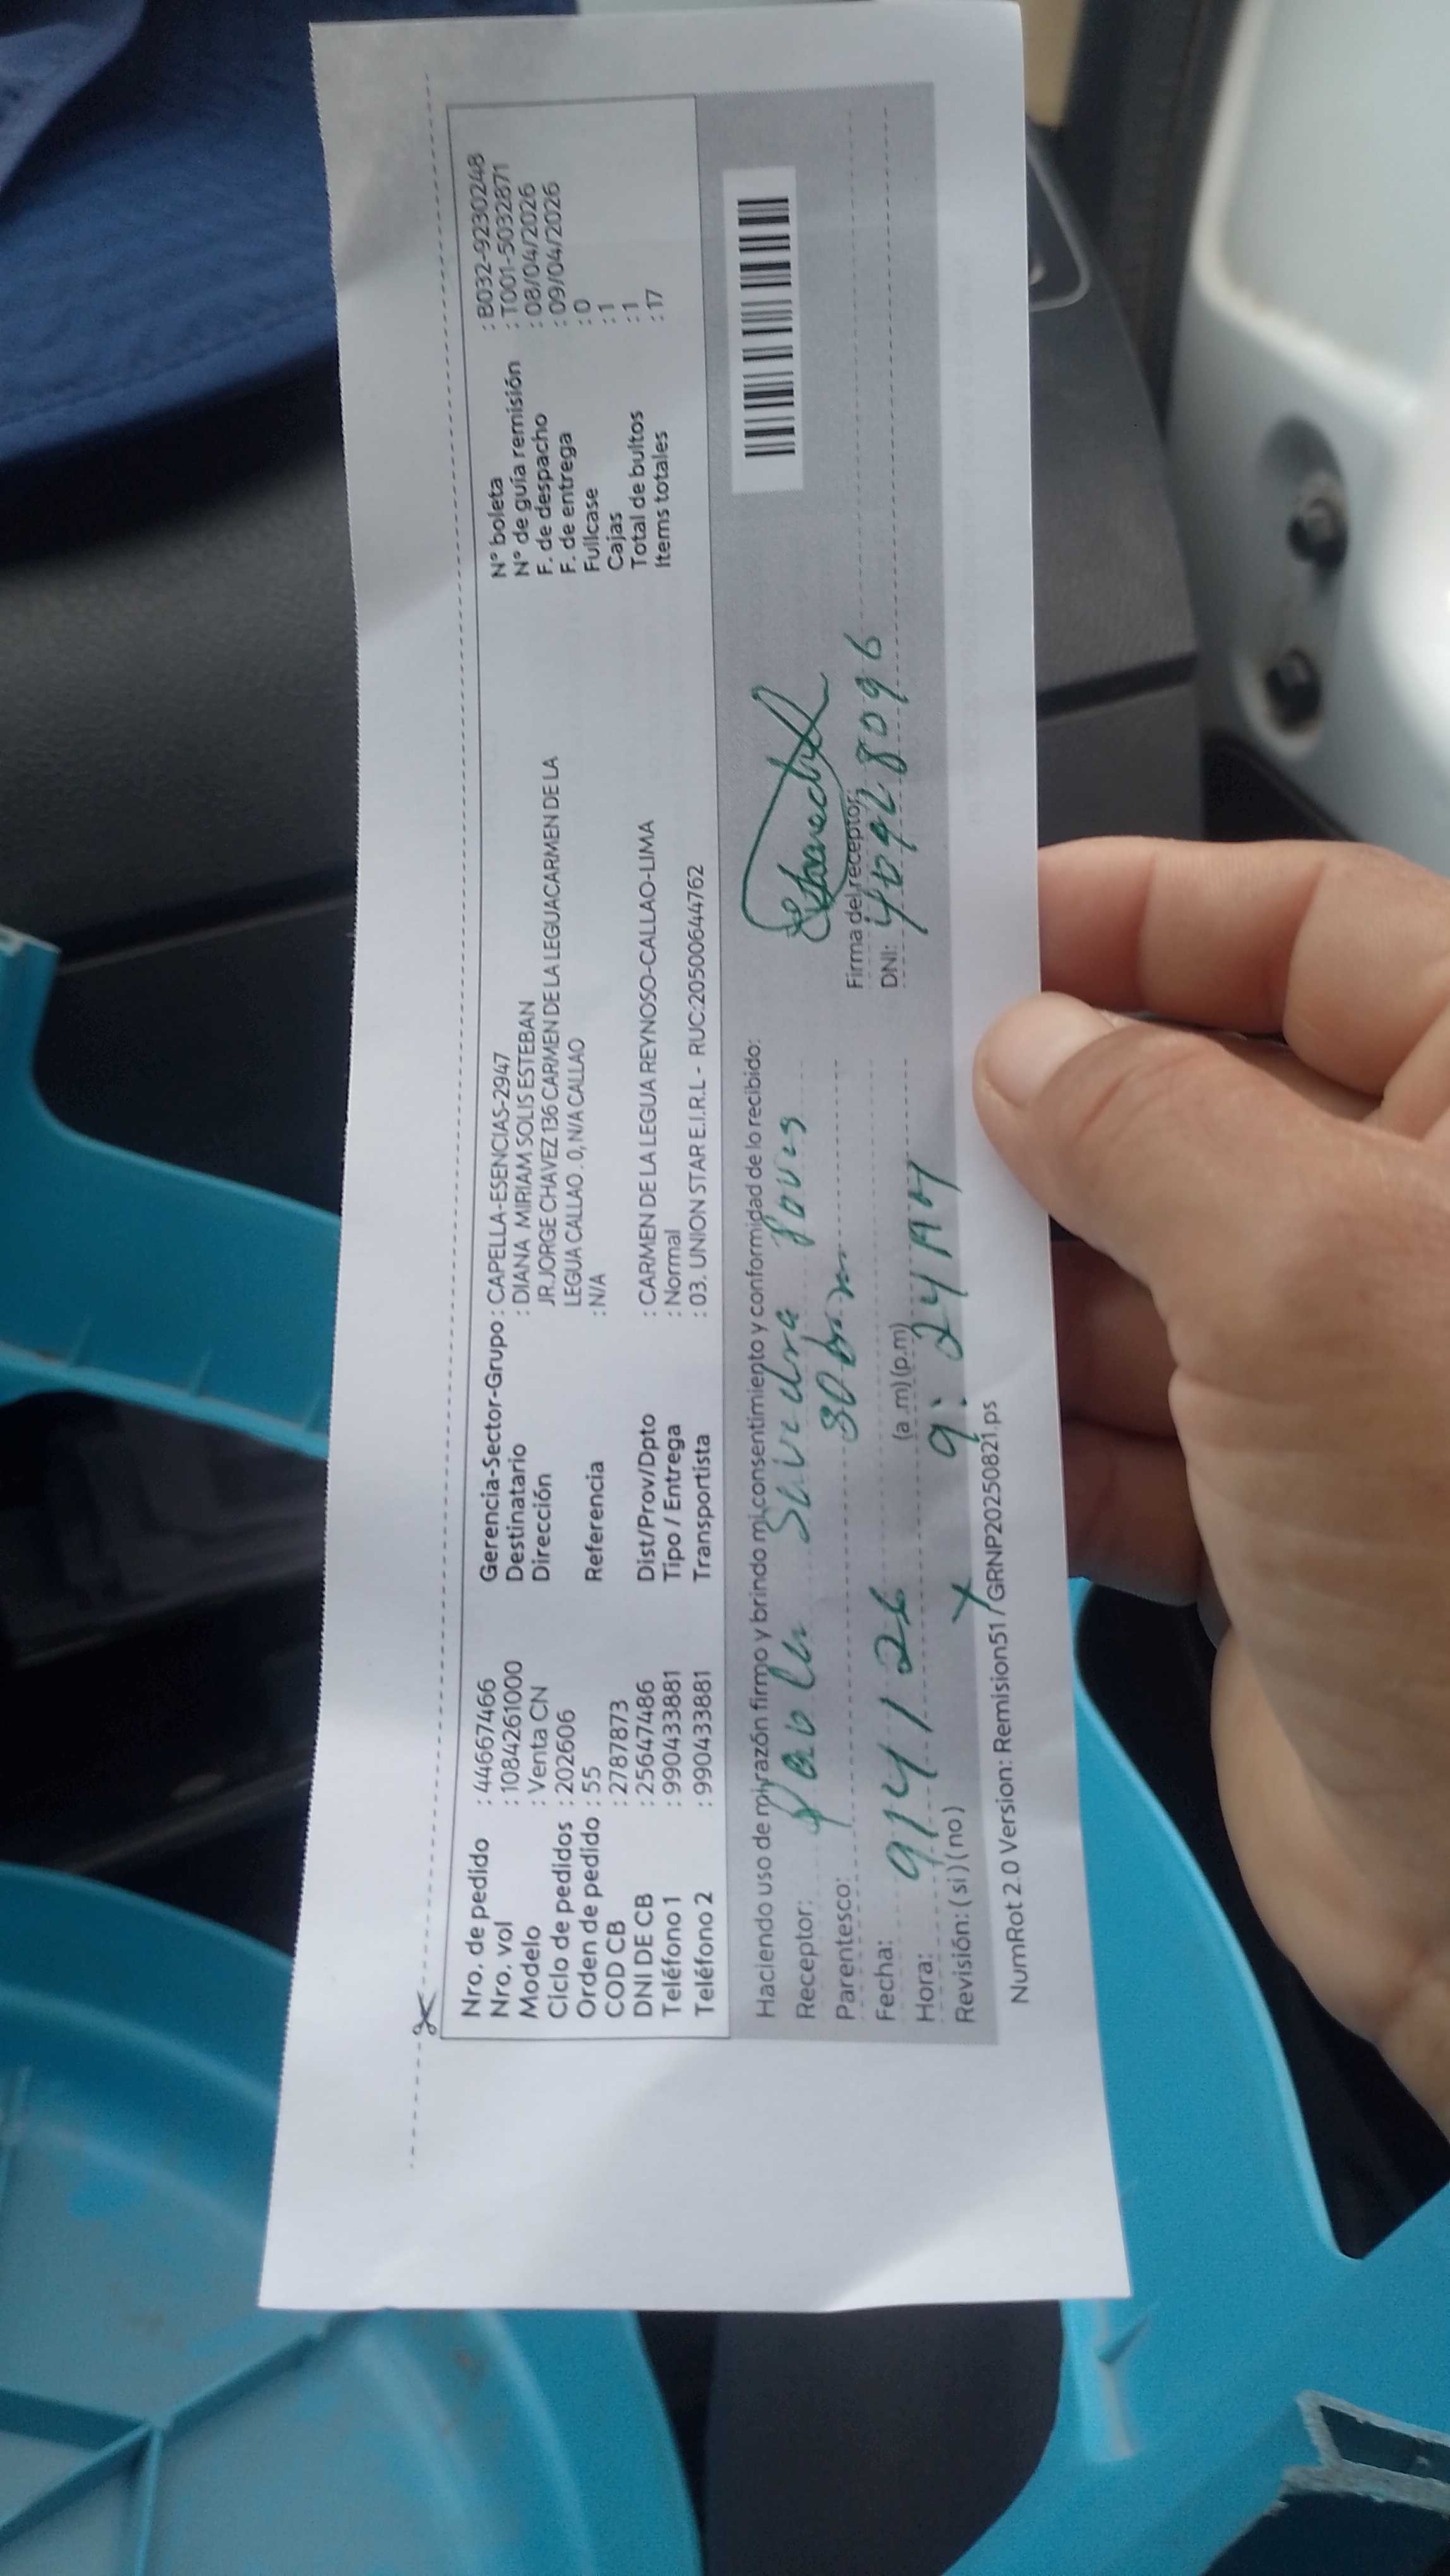 Nro. de pedido : 44667466
Nro. vol : 1084261000
Modelo : Venta CN
Ciclo de pedidos : 202606
Orden de pedido : 55
COD CB : 2787873
DNI DE CB : 25647486
Teléfono 1 : 990433881
Teléfono 2 : 990433881
Gerencia-Sector-Grupo : CAPELLA-ESENCIAS-2947
Destinatario : DIANA MIRIAM SOLIS ESTEBAN
Dirección JR.JORGE CHAVEZ 136 CARMEN DE LA LEGUACARMEN DE LA
LEGUA CALLAO . 0, N/A CALLAO
Referencia : N/A
Dist/Prov/Dpto : CARMEN DE LA LEGUA REYNOSO-CALLAO-LIMA
Tipo / Entrega : Normal
Transportista : 03. UNION STAR E.I.R.L - RUC:20500644762
N° boleta : B032-9230248
N° de guía remisión : T001-5032871
F. de despacho : 08/04/2026
F. de entrega : 09/04/2026
Fullcase : 0
Cajas : 1
Total de bultos : 1
Items totales : 17
Haciendo uso de mi razón firmo y brindo mi consentimiento y conformidad de lo recibido:
Receptor:
Parentesco:
Fecha: 9/4/26
Hora: (a.m) (p.m) 9:24 AM
Revisión: ( si ) ( no )
Firma del receptor:
DNI:
NumRot 2.0 Version: Remision51 / GRNP20250821.ps